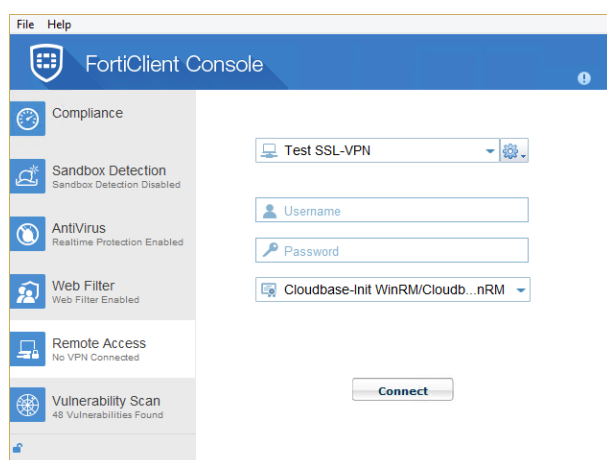 File Help
FortiClient Console
Compliance
Sandbox Detection
Sandbox Detection Disabled
AntiVirus
Realtime Protection Enabled
Web Filter
Web Filter Enabled
Remote Access
No VPN Connected
Vulnerability Scan
48 Vulnerabilities Found
Test SSL-VPN
Username
Password
Cloudbase-Init WinRM/Cloudb...nRM
Connect